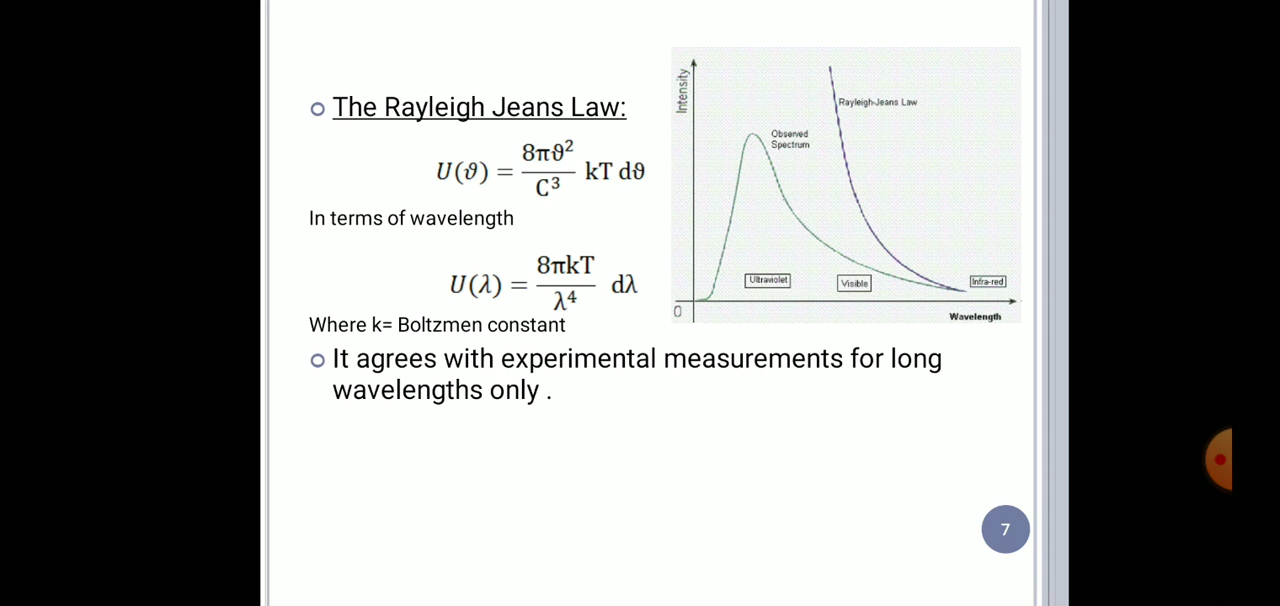 The Rayleigh Jeans Law:
U(ϑ) = 8πϑ²/C³ kT dϑ
In terms of wavelength
U(λ) = 8πkT/λ⁴ dλ
Where k= Boltzmen constant
It agrees with experimental measurements for long
wavelengths only .
Intensity
Rayleigh-Jeans Law
Observed
Spectrum
Ultraviolet
Visible
Infra-red
0
Wavelength
7